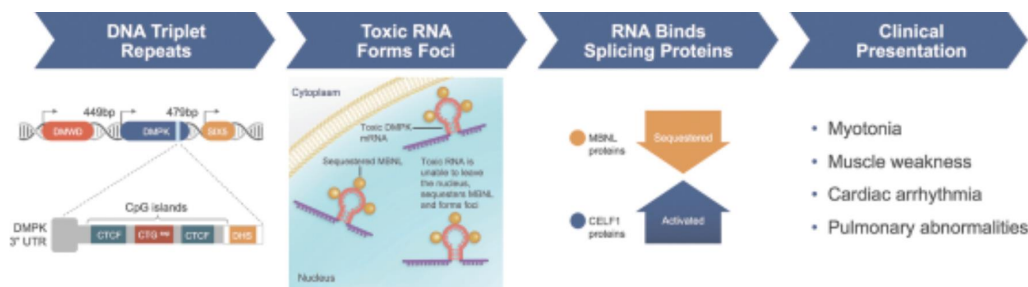 DNA Triplet
Repeats
Toxic RNA
Forms Foci
RNA Binds
Splicing Proteins
Clinical
Presentation
449bp
479bp
DMWD
DMPK
SIX5
CpG islands
DMPK
3" UTR
CTCF
CTG exp
CTCF
DHS
Cytoplasm
Toxic DMPK
mRNA
Sequestered MBNL
Toxic RNA is
unable to leave
the nucleus,
sequesters MBNL
and forms foci
Nucleus
MBNL
proteins
Sequestered
CELF1
proteins
Activated
• Myotonia
• Muscle weakness
• Cardiac arrhythmia
• Pulmonary abnormalities